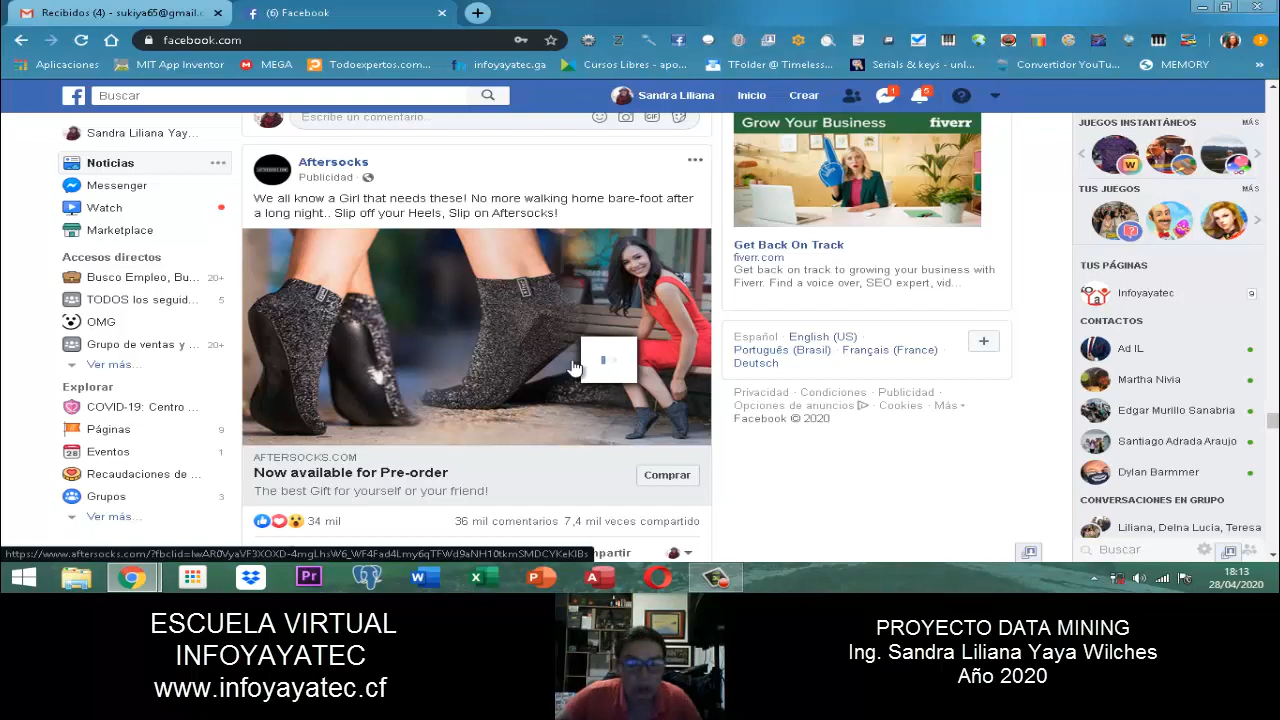 Recibidos (4) - sukiya65@gmail.c
(6) Facebook
facebook.com
Aplicaciones
MIT App Inventor
MEGA
Todoexpertos.com...
infoyayatec.ga
Cursos Libres - apo...
TFolder @ Timeless...
Serials & keys - unl...
Convertidor YouTu...
MEMORY
»
Buscar
Sandra Liliana
Inicio
Crear
1
5
Sandra Liliana Yay...
Noticias
Messenger
Watch
Marketplace
Accesos directos
Busco Empleo, Bu...
20+
TODOS los seguid...
5
OMG
Grupo de ventas y ...
20+
Ver más...
Explorar
COVID-19: Centro ...
Páginas
9
Eventos
1
Recaudaciones de ...
Grupos
3
Ver más...
Escribe un comentario...
GIF
Aftersocks
Publicidad ·
We all know a Girl that needs these! No more walking home bare-foot after
a long night.. Slip off your Heels, Slip on Aftersocks!
AFTERSOCKS.COM
Now available for Pre-order
Comprar
The best Gift for yourself or your friend!
34 mil
36 mil comentarios 7,4 mil veces compartido
mpartir
Grow Your Business
fiverr
Get Back On Track
fiverr.com
Get back on track to growing your business with
Fiverr. Find a voice over, SEO expert, vid...
Español · English (US) ·
Português (Brasil) · Français (France) ·
Deutsch
Privacidad · Condiciones · Publicidad ·
Opciones de anuncios · Cookies · Más
Facebook © 2020
JUEGOS INSTANTÁNEOS
MÁS
TUS JUEGOS
MÁS
TUS PÁGINAS
Infoyayatec
9
CONTACTOS
Ad IL
Martha Nivia
Edgar Murillo Sanabria
Santiago Adrada Araujo
Dylan Barmmer
CONVERSACIONES EN GRUPO
Liliana, Delna Lucia, Teresa
Buscar
18:13
28/04/2020
ESCUELA VIRTUAL
INFOYAYATEC
www.infoyayatec.cf
PROYECTO DATA MINING
Ing. Sandra Liliana Yaya Wilches
Año 2020